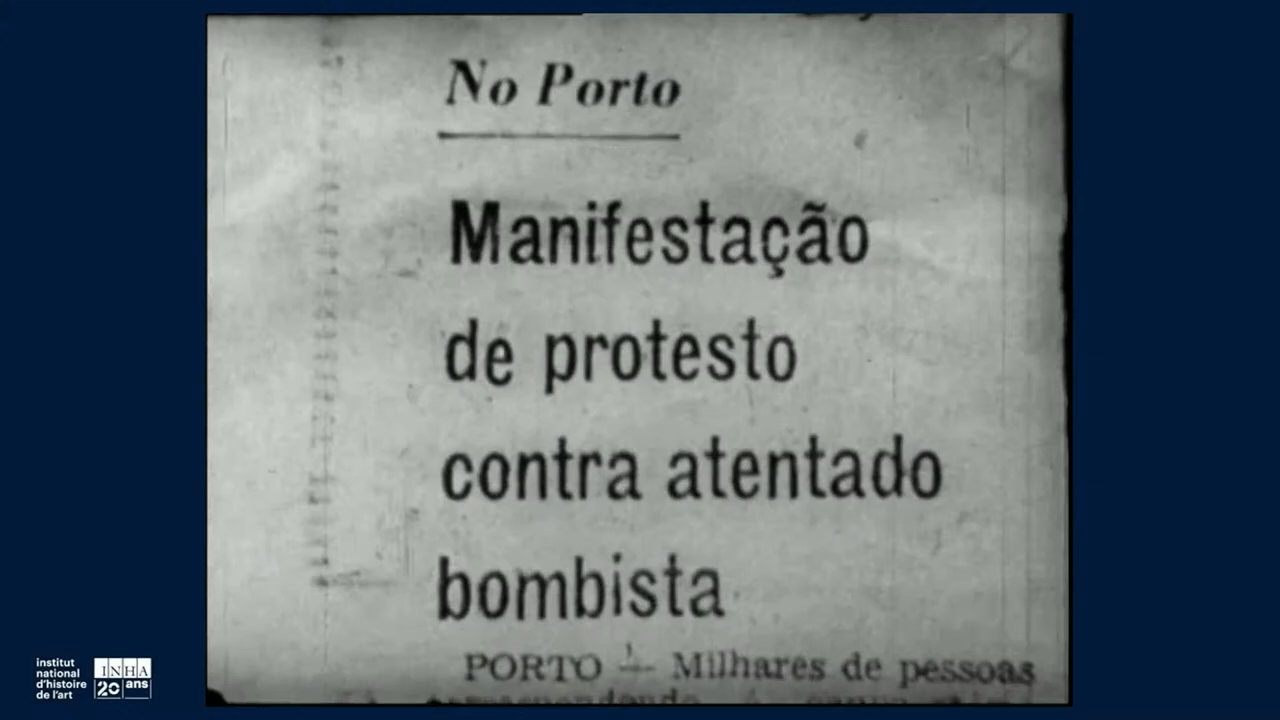 No Porto
Manifestação
de protesto
contra atentado
bombista
PORTO — Milhares de pessoas
institut
national
d'histoire
de l'art
INHA
20 ans